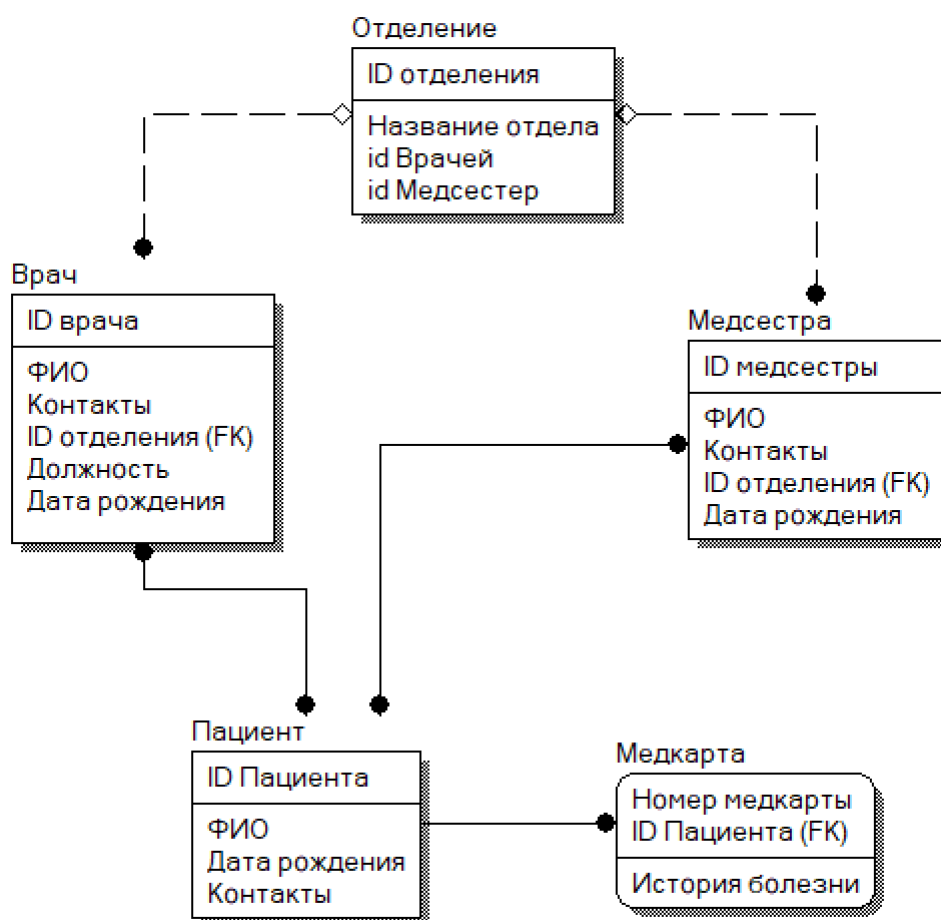 Отделение
ID отделения
Название отдела
id Врачей
id Медсестер
Врач
ID врача
ФИО
Контакты
ID отделения (FK)
Должность
Дата рождения
Медсестра
ID медсестры
ФИО
Контакты
ID отделения (FK)
Дата рождения
Пациент
ID Пациента
ФИО
Дата рождения
Контакты
Медкарта
Номер медкарты
ID Пациента (FK)
История болезни